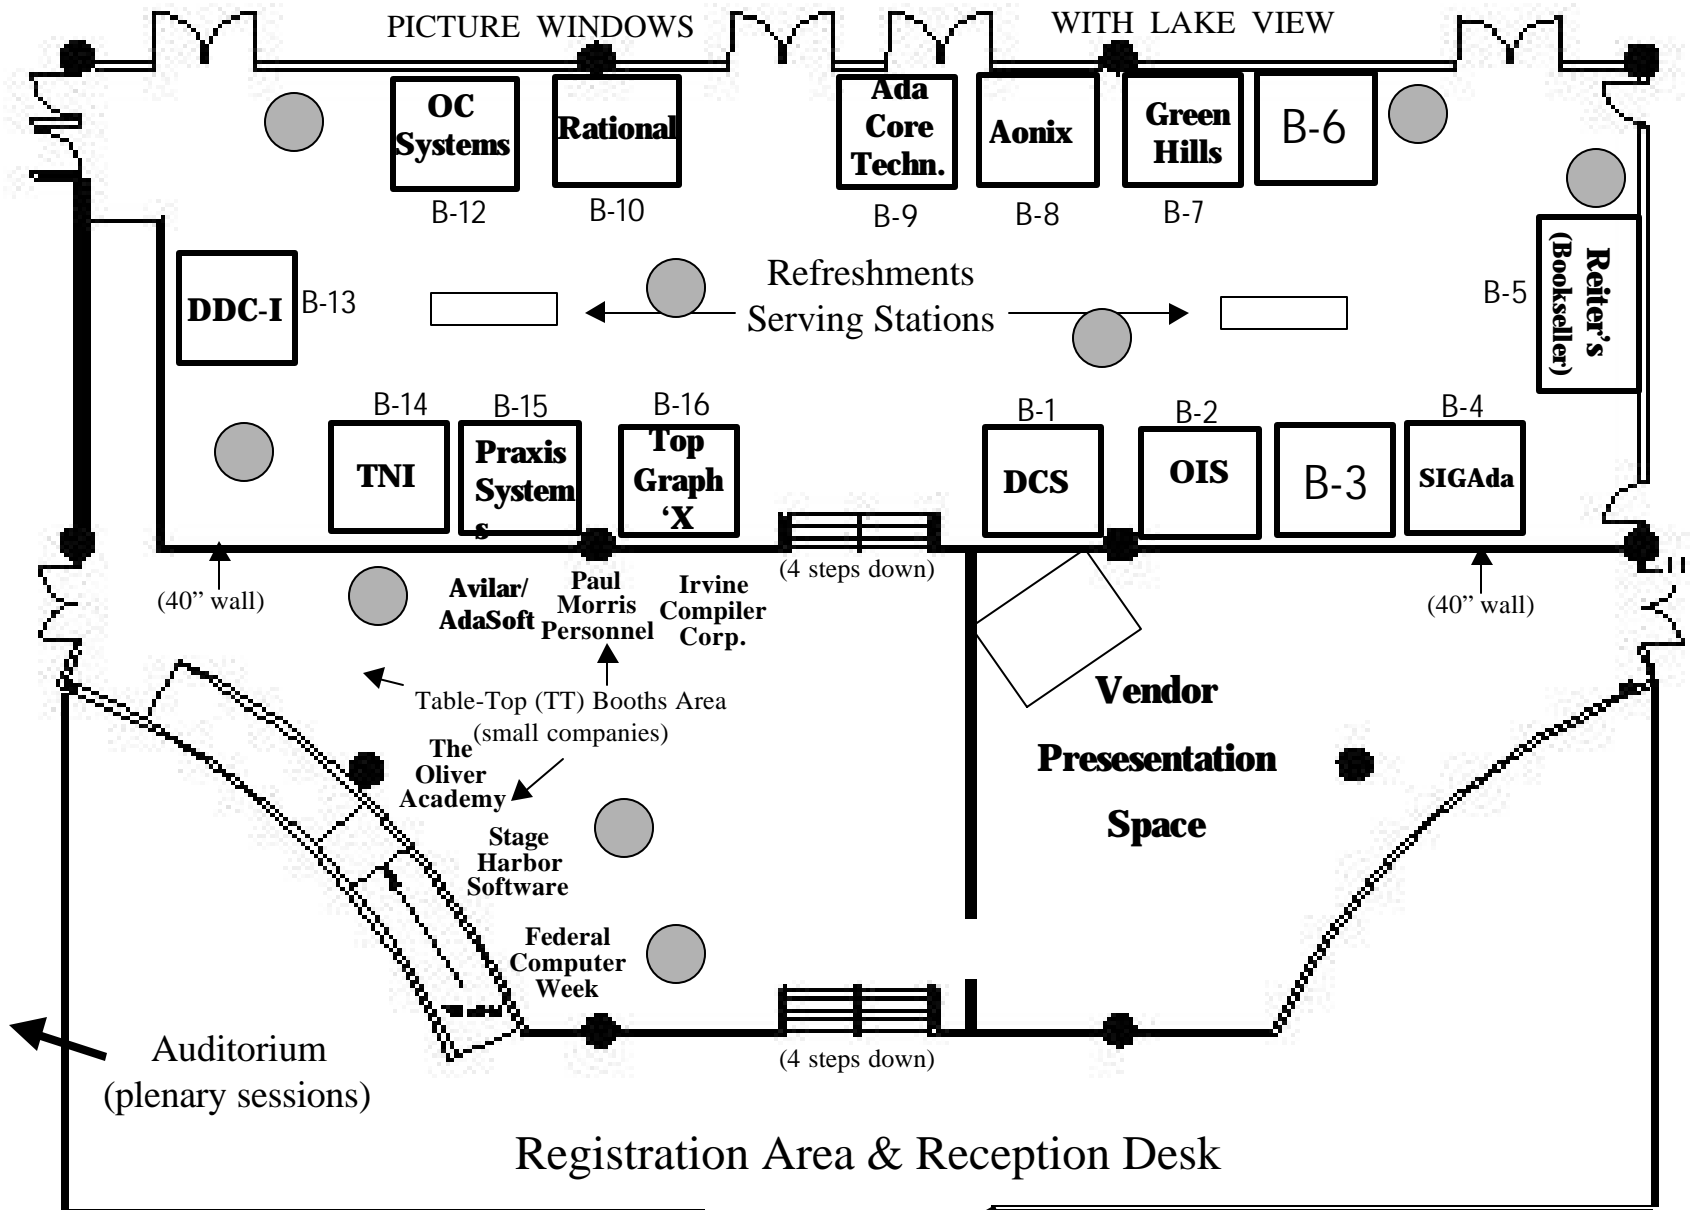 PICTURE WINDOWS
WITH LAKE VIEW
OC
Systems
B-12
Rational
B-10
Ada
Core
Techn.
B-9
Aonix
B-8
Green
Hills
B-7
B-6
Reiter's
(Bookseller)
B-5
DDC-I
B-13
Refreshments
Serving Stations
B-14
TNI
B-15
Praxis
System
s
B-16
Top
Graph
‘X
B-1
DCS
B-2
OIS
B-3
B-4
SIGAda
(4 steps down)
(40” wall)
(40” wall)
Avilar/
AdaSoft
Paul
Morris
Personnel
Irvine
Compiler
Corp.
Table-Top (TT) Booths Area
(small companies)
The
Oliver
Academy
Stage
Harbor
Software
Federal
Computer
Week
Vendor
Presesentation
Space
(4 steps down)
Auditorium
(plenary sessions)
Registration Area & Reception Desk